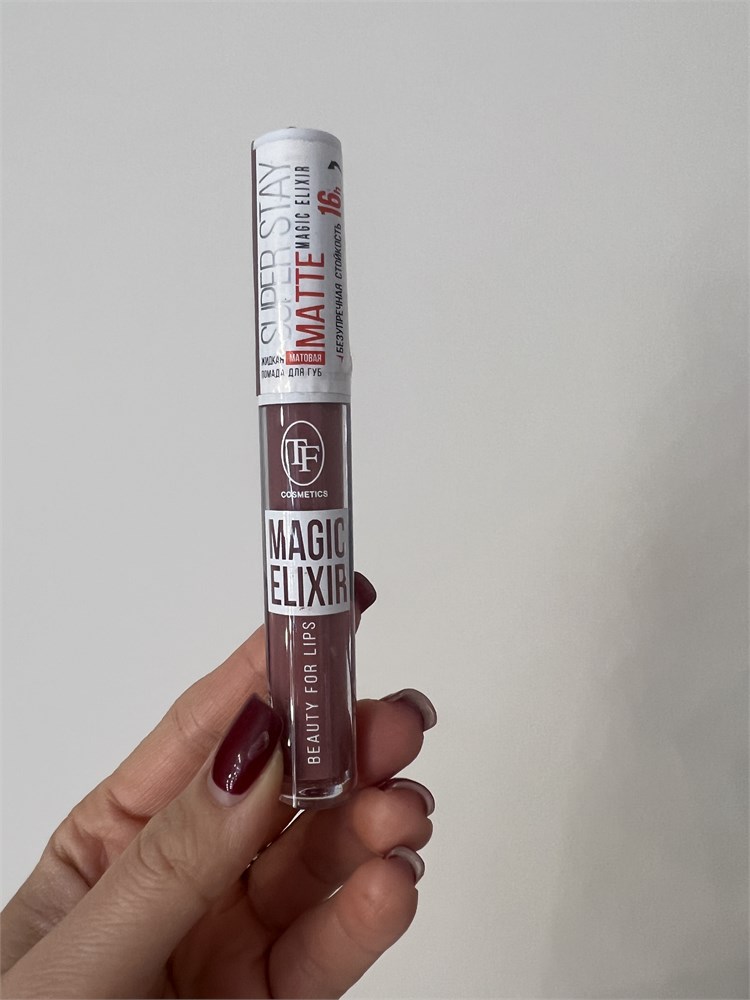 SUPER STAY
MATTE MAGIC ELIXIR
16h
БЕЗУПРЕЧНАЯ СТОЙКОСТЬ
ЖИДКАЯ МАТОВАЯ
ПОМАДА ДЛЯ ГУБ
TF
COSMETICS
MAGIC
ELIXIR
BEAUTY FOR LIPS